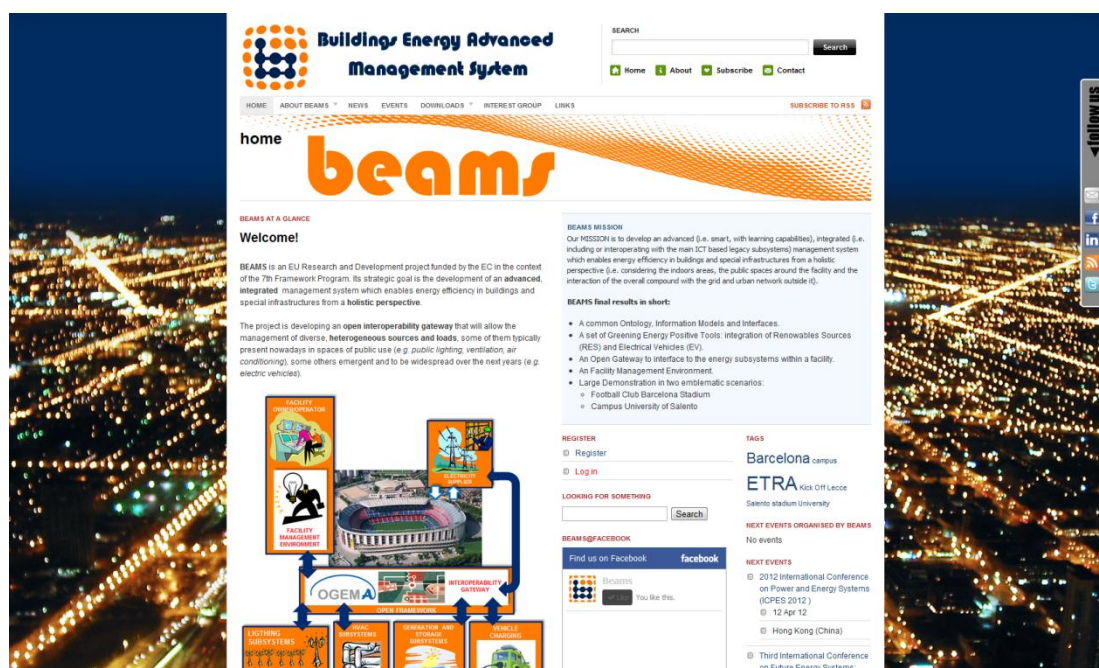 Buildings Energy Advanced
Management System
SEARCH
Search
Home
About
Subscribe
Contact
HOME
ABOUT BEAMS
NEWS
EVENTS
DOWNLOADS
INTEREST GROUP
LINKS
SUBSCRIBE TO RSS
follow us
home
beams
BEAMS AT A GLANCE
Welcome!
BEAMS is an EU Research and Development project funded by the EC in the context
of the 7th Framework Program. Its strategic goal is the development of an advanced,
integrated management system which enables energy efficiency in buildings and
special infrastructures from a holistic perspective.
The project is developing an open interoperability gateway that will allow the
management of diverse, heterogeneous sources and loads, some of them typically
present nowadays in spaces of public use (e.g. public lighting, ventilation, air
conditioning), some others emergent and to be widespread over the next years (e.g.
electric vehicles).
FACILITY
OWNER/OPERATOR
ELECTRICITY
SUPPLIER
FACILITY
MANAGEMENT
ENVIRONMENT
OGEMA
INTEROPERABILITY
GATEWAY
OPEN FRAMEWORK
LIGTHING
SUBSYSTEMS
HVAC
SUBSYSTEMS
GENERATION AND
STORAGE
SUBSYSTEMS
VEHICLE
CHARGING
BEAMS MISSION
Our MISSION is to develop an advanced (i.e. smart, with learning capabilities), integrated (i.e.
including or interoperating with the main ICT based legacy subsystems) management system
which enables energy efficiency in buildings and special infrastructures from a holistic
perspective (i.e. considering the indoors areas, the public spaces around the facility and the
interaction of the overall compound with the grid and urban network outside it).
BEAMS final results in short:
A common Ontology, Information Models and Interfaces.
A set of Greening Energy Positive Tools: integration of Renowables Sources
(RES) and Electrical Vehicles (EV).
An Open Gateway to interface to the energy subsystems within a facility.
An Facility Management Environment.
Large Demonstration in two emblematic scenarios:
Football Club Barcelona Stadium
Campus University of Salento
REGISTER
Register
Log in
LOOKING FOR SOMETHING
Search
BEAMS@FACEBOOK
Find us on Facebook
facebook
Beams
Like
You like this.
TAGS
Barcelona campus
ETRA Kick Off Lecce
Salento stadium University
NEXT EVENTS ORGANISED BY BEAMS
No events
NEXT EVENTS
2012 International Conference
on Power and Energy Systems
(ICPES 2012 )
12 Apr 12
Hong Kong (China)
Third International Conference
on Future Energy Systems: